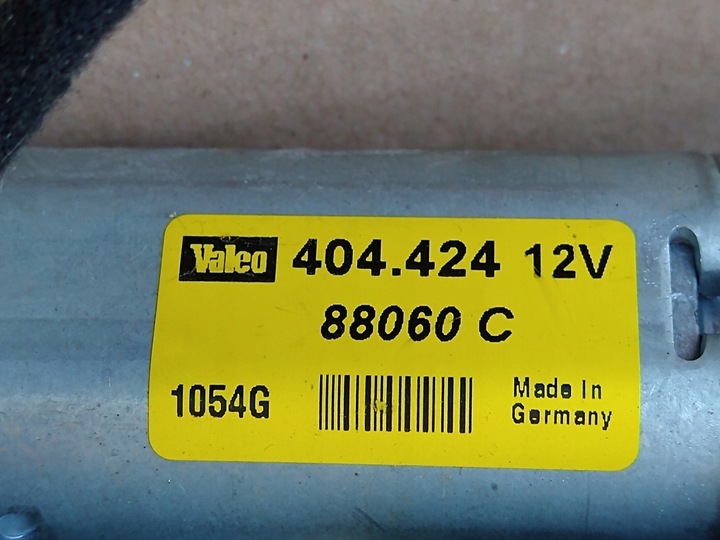 Valeo 404.424 12V
88060 C
1054G Made In
Germany